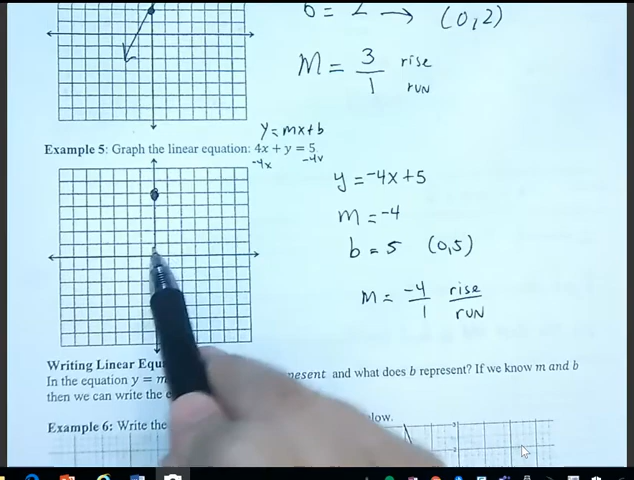 b = 2 → (0,2)
M = 3/1 rise run
y=mx+b
Example 5: Graph the linear equation: 4x + y = 5
-4x -4x
y = -4x+5
m = -4
b = 5 (0,5)
m = -4/1 rise/run
Writing Linear
In the equation y = and what does b represent? If we know m and b
then we can write the
Example 6: Write the